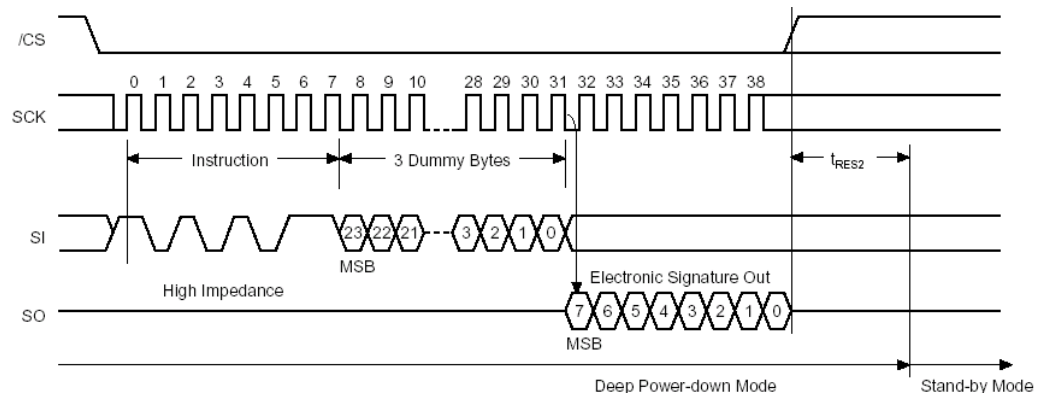 /CS
0 1 2 3 4 5 6 7 8 9 10 28 29 30 31 32 33 34 35 36 37 38
SCK
Instruction
3 Dummy Bytes
tRES2
SI
23 22 21 3 2 1 0
MSB
High Impedance
Electronic Signature Out
SO
7 6 5 4 3 2 1 0
MSB
Deep Power-down Mode
Stand-by Mode